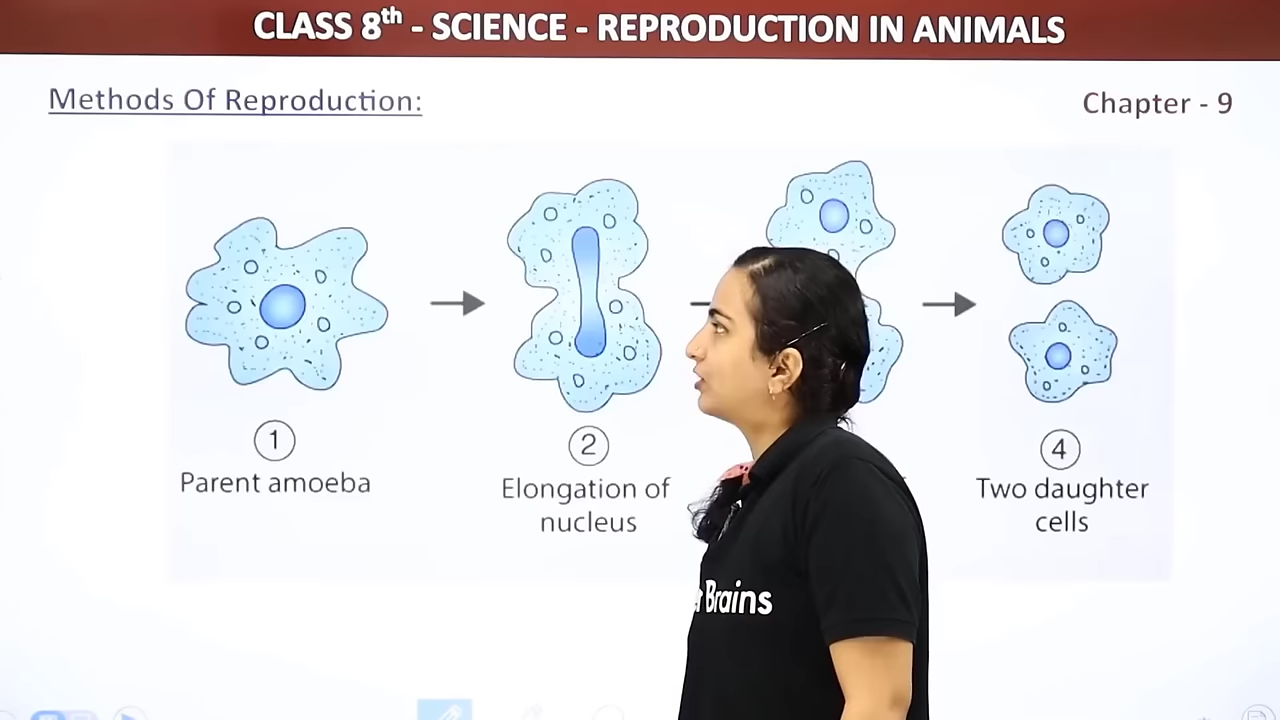 CLASS 8th - SCIENCE - REPRODUCTION IN ANIMALS
Methods Of Reproduction:
Chapter - 9
1
Parent amoeba
2
Elongation of
nucleus
4
Two daughter
cells
Brains